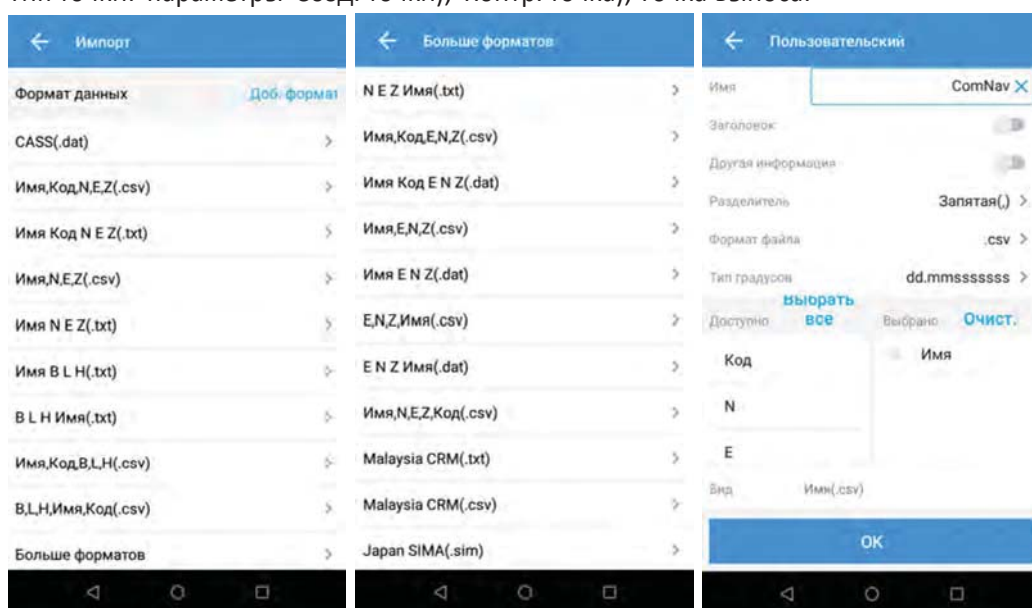 Импорт
Формат данных Доб. формат
CASS(.dat)
Имя,Код,N,E,Z(.csv)
Имя Код N E Z(.txt)
Имя,N,E,Z(.csv)
Имя N E Z(.txt)
Имя B L H(.txt)
B L H Имя(.txt)
Имя,Код,B,L,H(.csv)
B,L,H,Имя,Код(.csv)
Больше форматов
Больше форматов
N E Z Имя(.txt)
Имя,Код,E,N,Z(.csv)
Имя Код E N Z(.dat)
Имя,E,N,Z(.csv)
Имя E N Z(.dat)
E,N,Z,Имя(.csv)
E N Z Имя(.dat)
Имя,N,E,Z,Код(.csv)
Malaysia CRM(.txt)
Malaysia CRM(.csv)
Japan SIMA(.sim)
Пользовательский
Имя ComNav
Заголовок
Другая информация
Разделитель Запятая(,)
Формат файла .csv
Тип градусов dd.mmsssssss
Доступно Выбрать все Выбрано Очист.
Код Имя
N
E
Вид Имя(.csv)
OK